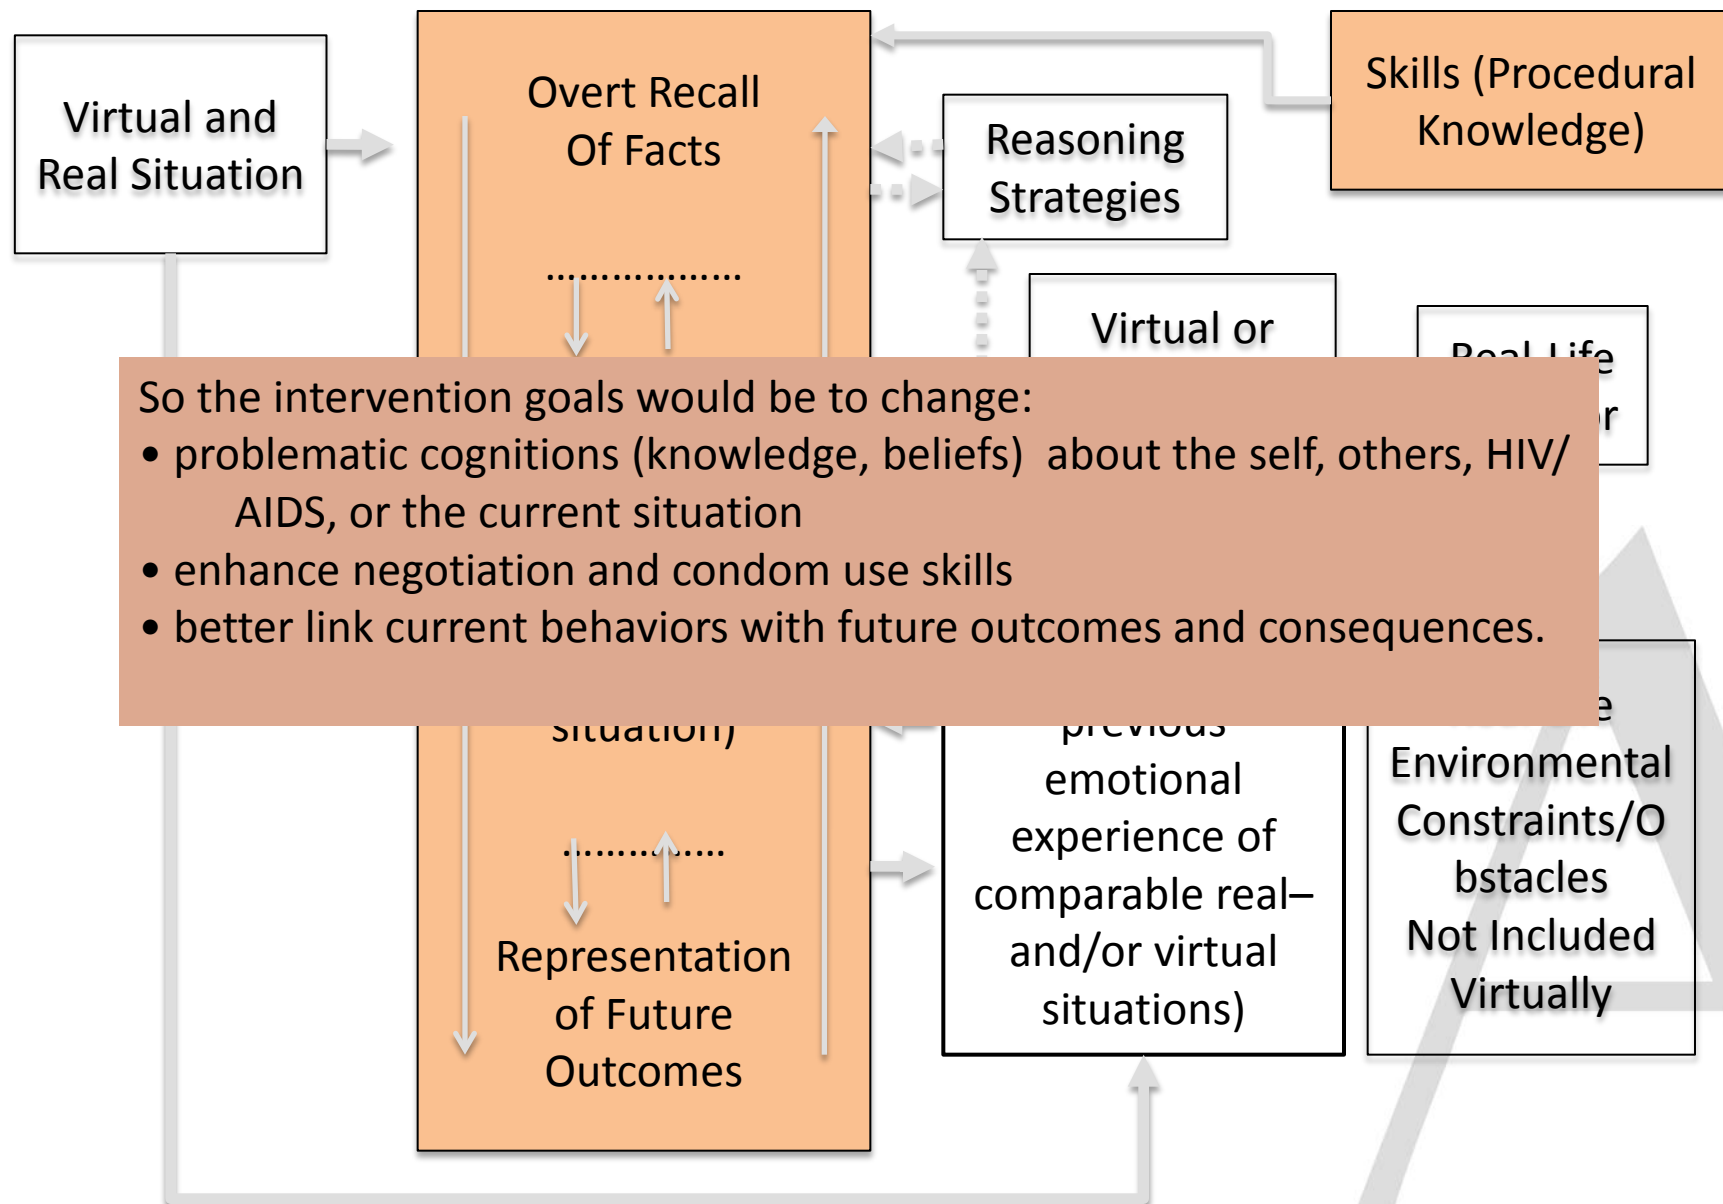 Virtual and
Real Situation
Overt Recall
Of Facts
………………
Skills (Procedural
Knowledge)
Reasoning
Strategies
Virtual or
Real-Life
So the intervention goals would be to change:
• problematic cognitions (knowledge, beliefs) about the self, others, HIV/
AIDS, or the current situation
• enhance negotiation and condom use skills
• better link current behaviors with future outcomes and consequences.
situation)
……………
Representation
of Future
Outcomes
previous
emotional
experience of
comparable real–
and/or virtual
situations)
Environmental
Constraints/O
bstacles
Not Included
Virtually